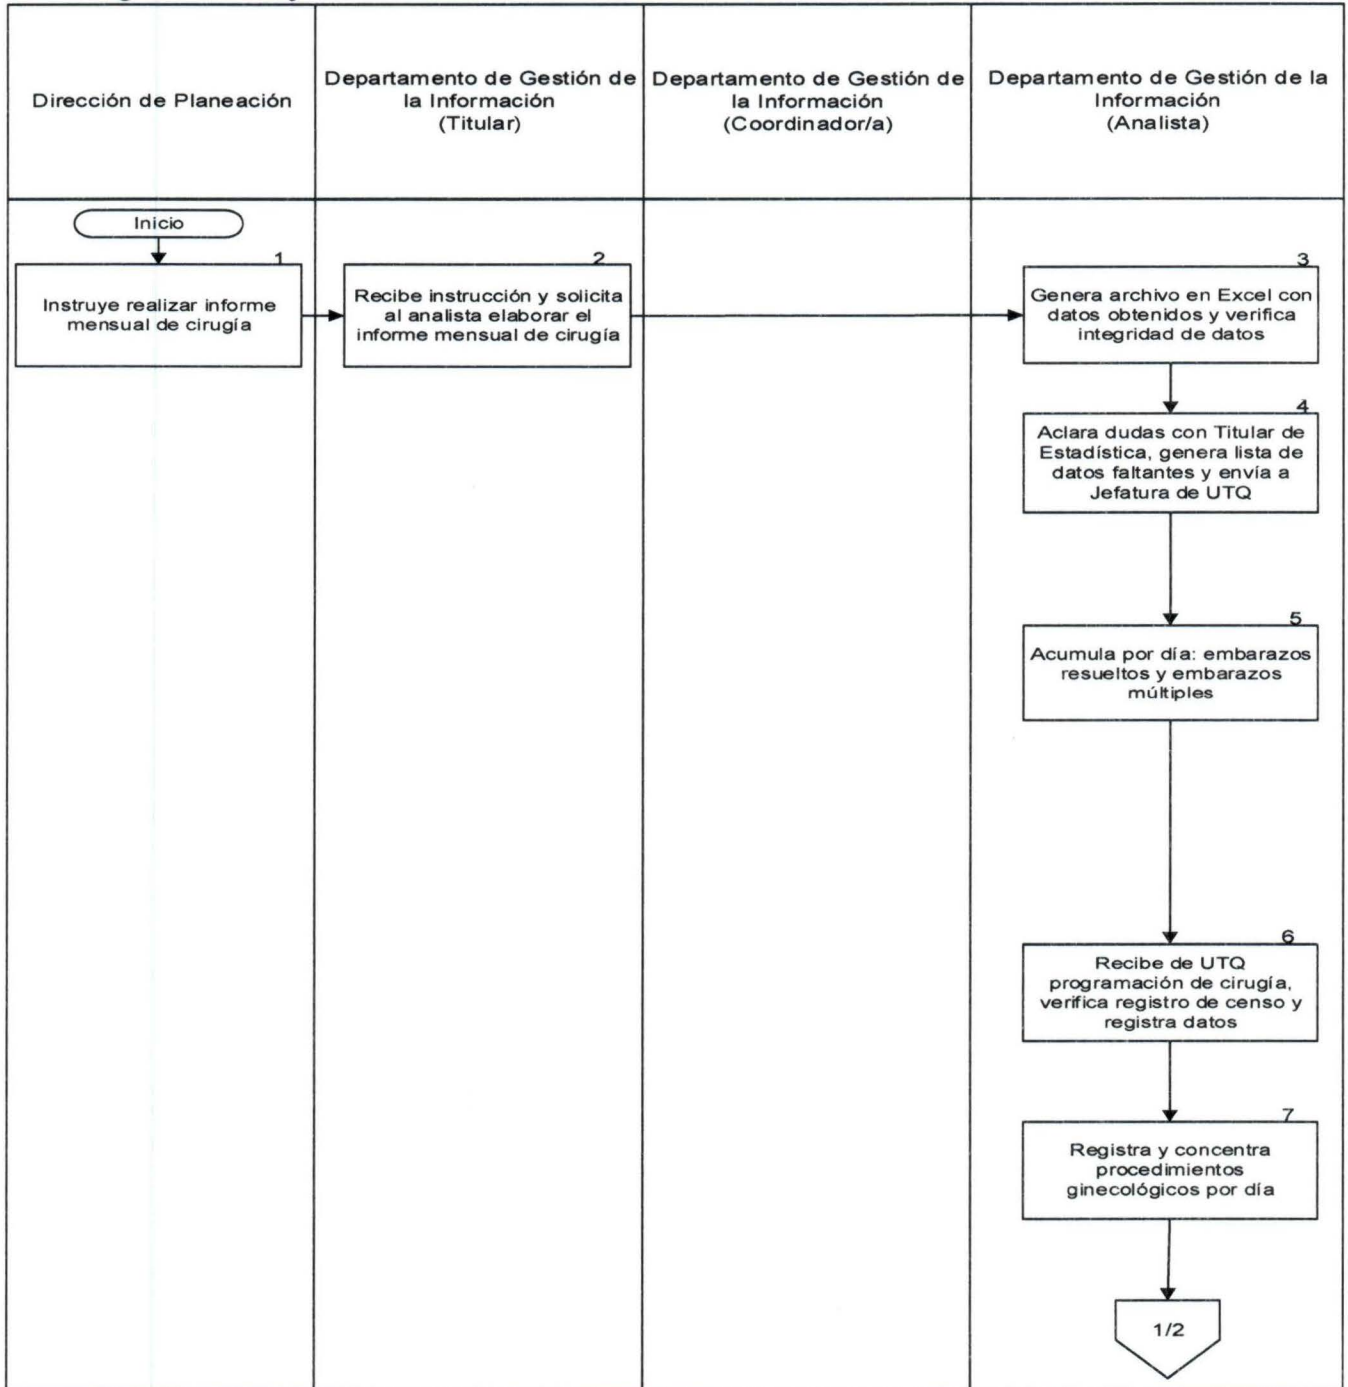 Dirección de Planeación
Departamento de Gestión de
la Información
(Titular)
Departamento de Gestión de
la Información
(Coordinador/a)
Departamento de Gestión de la
Información
(Analista)
Inicio
1
Instruye realizar informe
mensual de cirugía
2
Recibe instrucción y solicita
al analista elaborar el
informe mensual de cirugía
3
Genera archivo en Excel con
datos obtenidos y verifica
integridad de datos
4
Aclara dudas con Titular de
Estadística, genera lista de
datos faltantes y envía a
Jefatura de UTQ
5
Acumula por día: embarazos
resueltos y embarazos
múltiples
6
Recibe de UTQ
programación de cirugía,
verifica registro de censo y
registra datos
7
Registra y concentra
procedimientos
ginecológicos por día
1/2